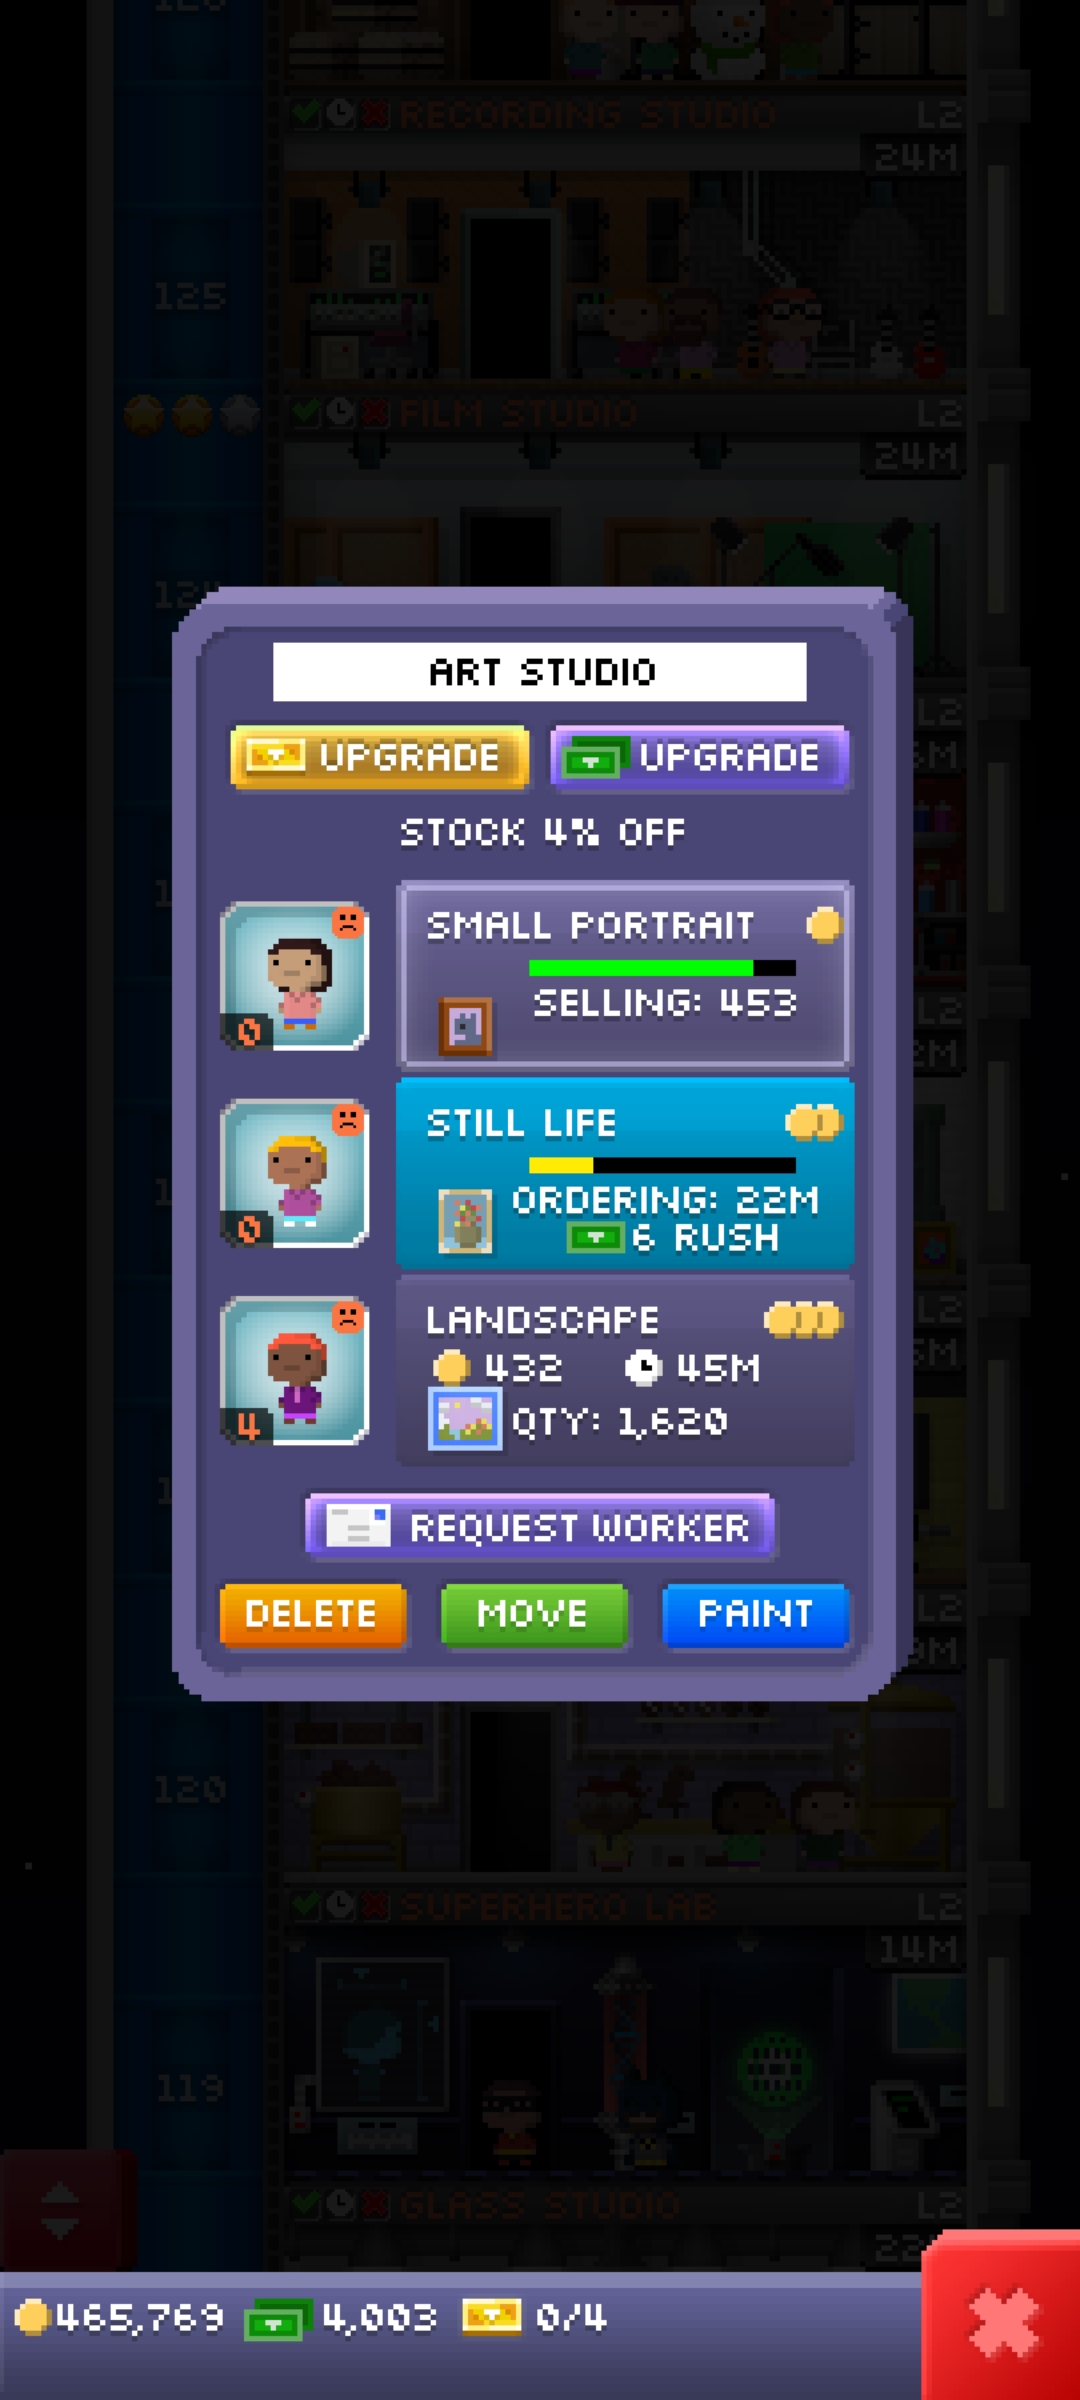 RECORDING STUDIO L2
24M
125
FILM STUDIO L2
24M
ART STUDIO
UPGRADE UPGRADE
STOCK 4% OFF
SMALL PORTRAIT
SELLING: 453
0
STILL LIFE
ORDERING: 22M
6 RUSH
0
LANDSCAPE
432 45M
QTY: 1,620
4
REQUEST WORKER
DELETE MOVE PAINT
120
SUPERHERO LAB L2
14M
119
GLASS STUDIO L2
465,769 4,003 0/4